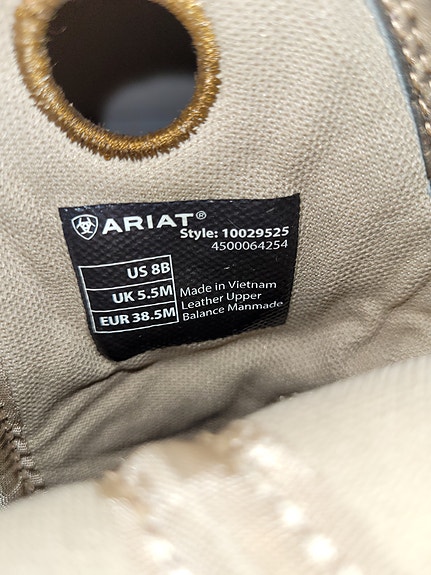 ARIAT®
Style: 10029525
4500064254
US 8B
UK 5.5M
EUR 38.5M
Made in Vietnam
Leather Upper
Balance Manmade